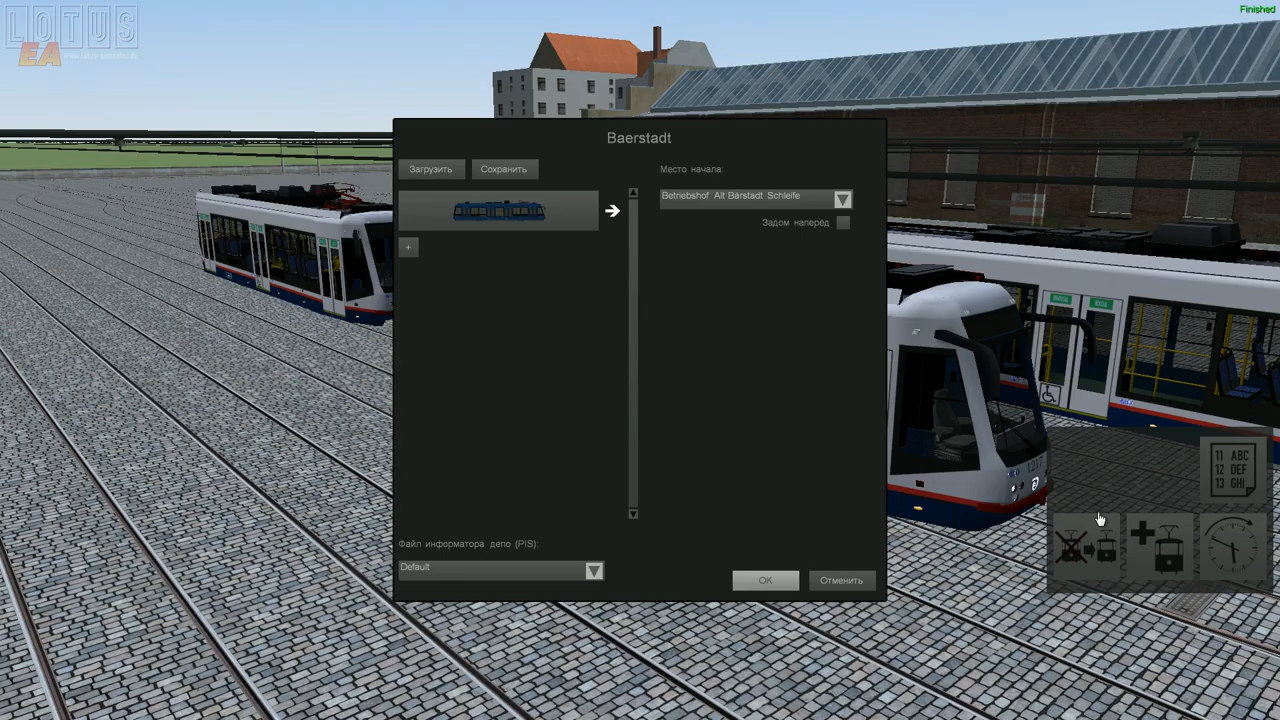 Finished
LOTUS
EA
Baerstadt
Загрузить
Сохранить
Место начала:
Betriebshof Alt Bärstadt Schleife
Задом наперёд
+
Файл информатора депо (PIS):
Default
OK
Отменить
11 ABC
12 DEF
13 GHI